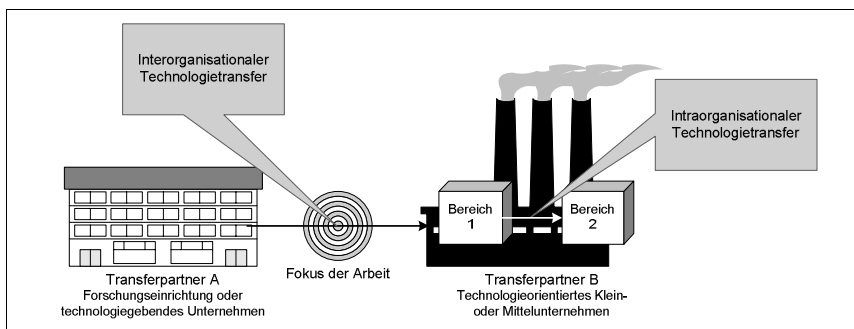 Interorganisationaler
Technologietransfer
Intraorganisationaler
Technologietransfer
Bereich
1
Bereich
2
Fokus der Arbeit
Transferpartner A
Forschungseinrichtung oder
technologiegebendes Unternehmen
Transferpartner B
Technologieorientiertes Klein-
oder Mittelunternehmen